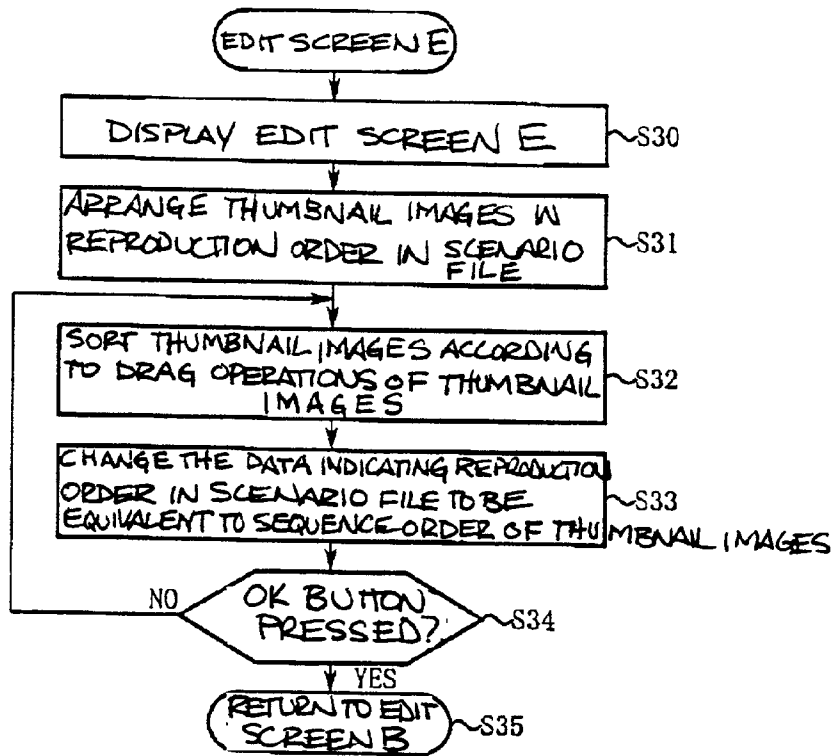 EDIT SCREEN E
DISPLAY EDIT SCREEN E
S30
ARRANGE THUMBNAIL IMAGES IN
REPRODUCTION ORDER IN SCENARIO
FILE
S31
SORT THUMBNAIL IMAGES ACCORDING
TO DRAG OPERATIONS OF THUMBNAIL
IMAGES
S32
CHANGE THE DATA INDICATING REPRODUCTION
ORDER IN SCENARIO FILE TO BE
EQUIVALENT TO SEQUENCE ORDER OF THUMBNAIL IMAGES
S33
NO
OK BUTTON
PRESSED?
S34
YES
RETURN TO EDIT
SCREEN B
S35